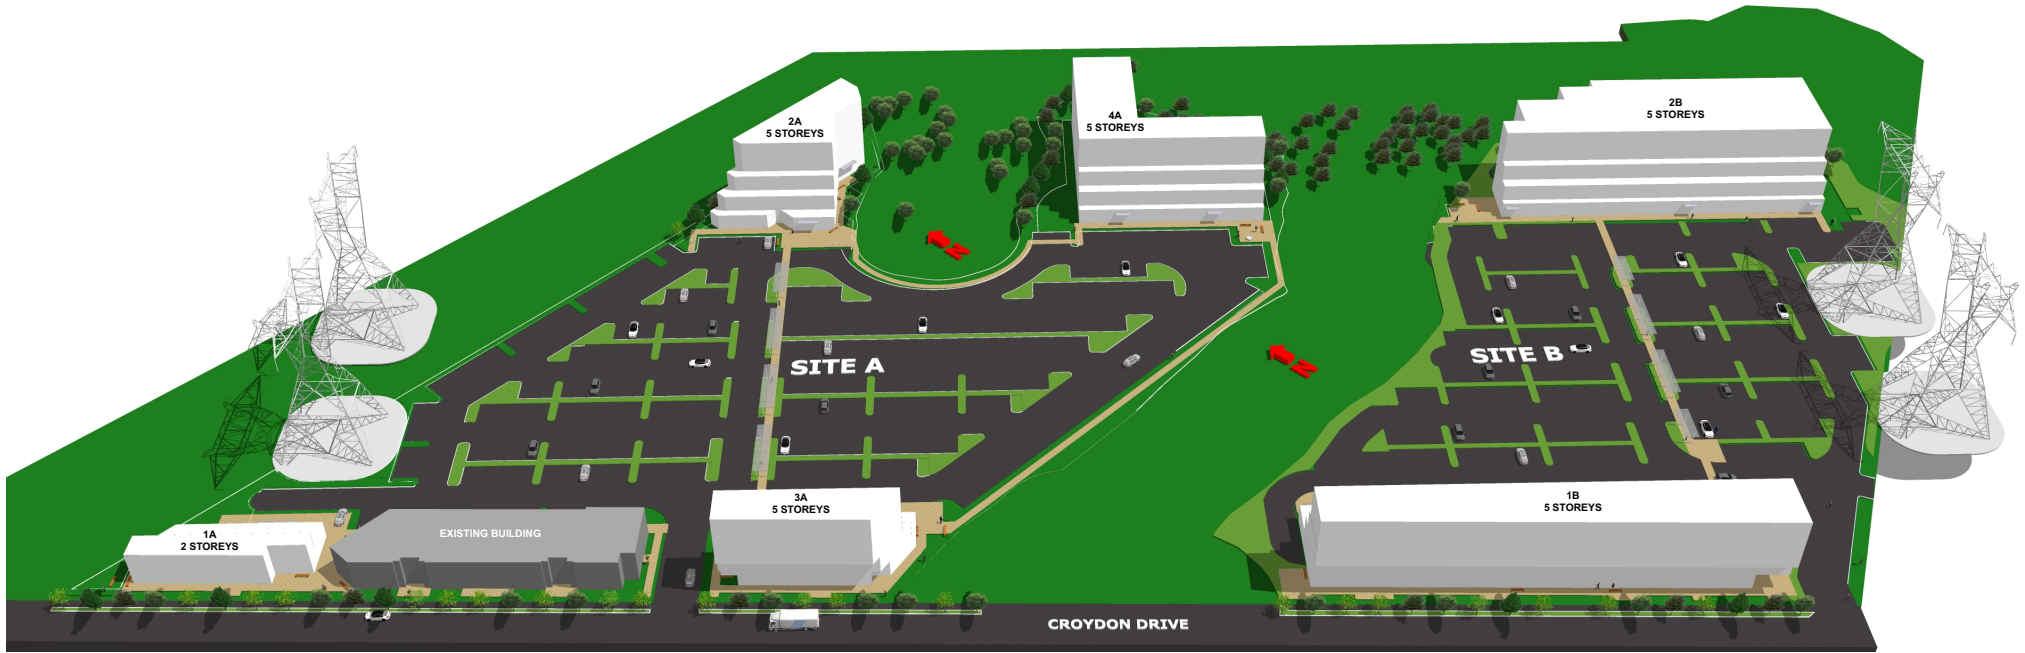 2A
5 STOREYS
4A
5 STOREYS
2B
5 STOREYS
N
N
SITE A
SITE B
3A
5 STOREYS
1B
5 STOREYS
1A
2 STOREYS
EXISTING BUILDING
CROYDON DRIVE